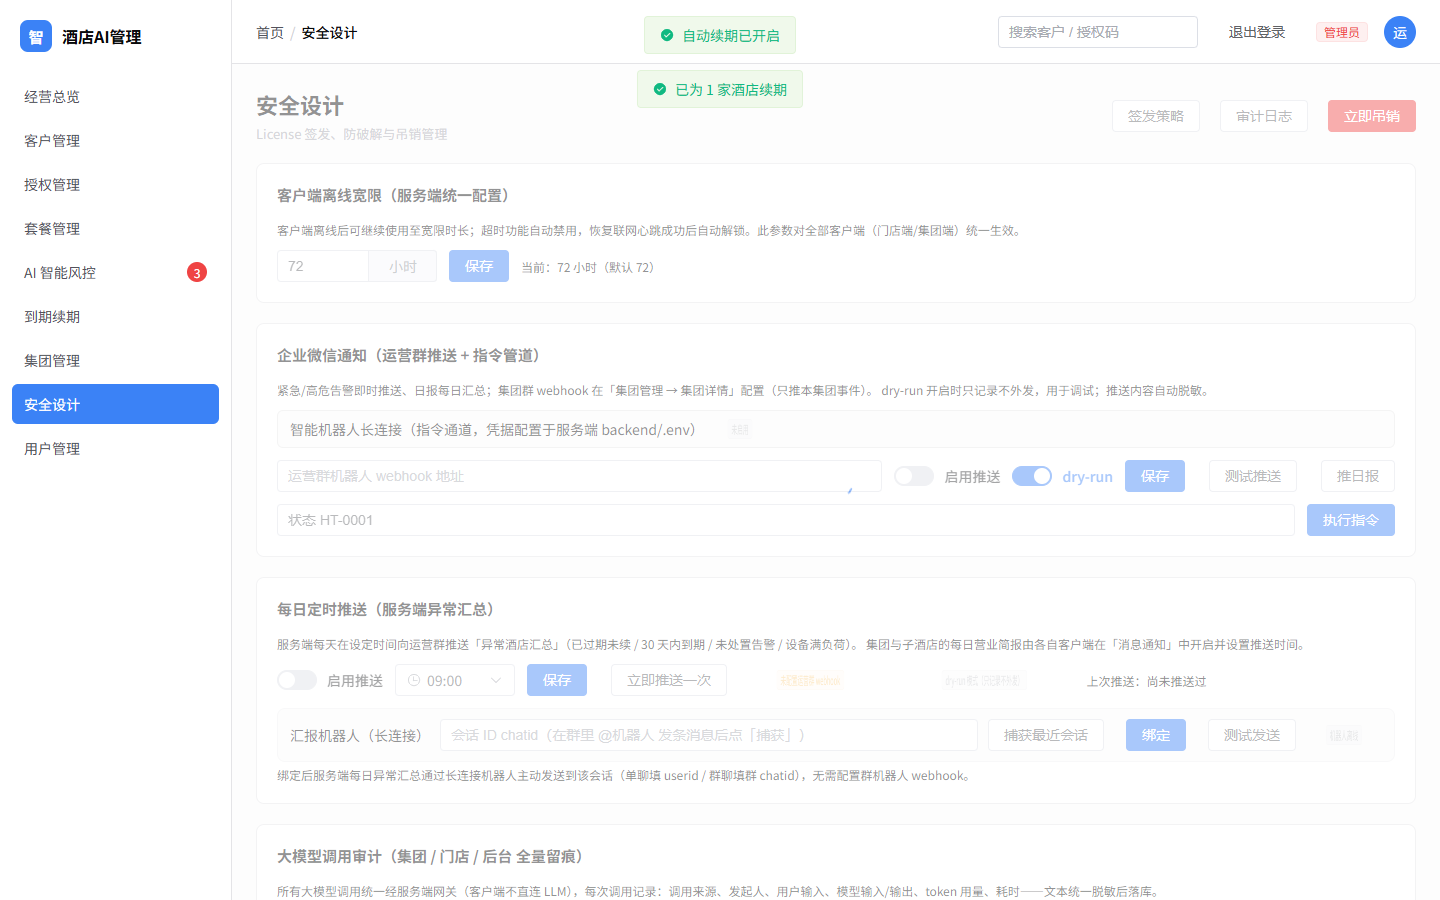 智 酒店AI管理
经营总览
客户管理
授权管理
套餐管理
AI 智能风控 3
到期续期
集团管理
安全设计
用户管理
首页 / 安全设计
自动续期已开启
搜索客户 / 授权码
退出登录
管理员
运
已为 1 家酒店续期
安全设计
License 签发、防破解与吊销管理
签发策略
审计日志
立即吊销
客户端离线宽限（服务端统一配置）
客户端离线后可继续使用至宽限时长；超时功能自动禁用，恢复联网心跳成功后自动解锁。此参数对全部客户端（门店端/集团端）统一生效。
72 小时 保存 当前：72 小时（默认 72）
企业微信通知（运营群推送 + 指令管道）
紧急/高危告警即时推送、日报每日汇总；集团群 webhook 在「集团管理 → 集团详情」配置（只推本集团事件）。 dry-run 开启时只记录不外发，用于调试；推送内容自动脱敏。
智能机器人长连接（指令通道，凭据配置于服务端 backend/.env）
运营群机器人 webhook 地址 启用推送 dry-run 保存 测试推送 推日报
状态 HT-0001 执行指令
每日定时推送（服务端异常汇总）
服务端每天在设定时间向运营群推送「异常酒店汇总」（已过期未续 / 30 天内到期 / 未处置告警 / 设备满负荷）。 集团与子酒店的每日营业简报由各自客户端在「消息通知」中开启并设置推送时间。
启用推送 09:00 保存 立即推送一次 上次推送：尚未推送过
汇报机器人（长连接） 会话 ID chatid（在群里 @机器人 发条消息后点「捕获」） 捕获最近会话 绑定 测试发送
绑定后服务端每日异常汇总通过长连接机器人主动发送到该会话（单聊填 userid / 群聊填群 chatid），无需配置群机器人 webhook。
大模型调用审计（集团 / 门店 / 后台 全量留痕）
所有大模型调用统一经服务端网关（客户端不直连 LLM），每次调用记录：调用来源、发起人、用户输入、模型输入/输出、token 用量、耗时——文本统一脱敏后落库。